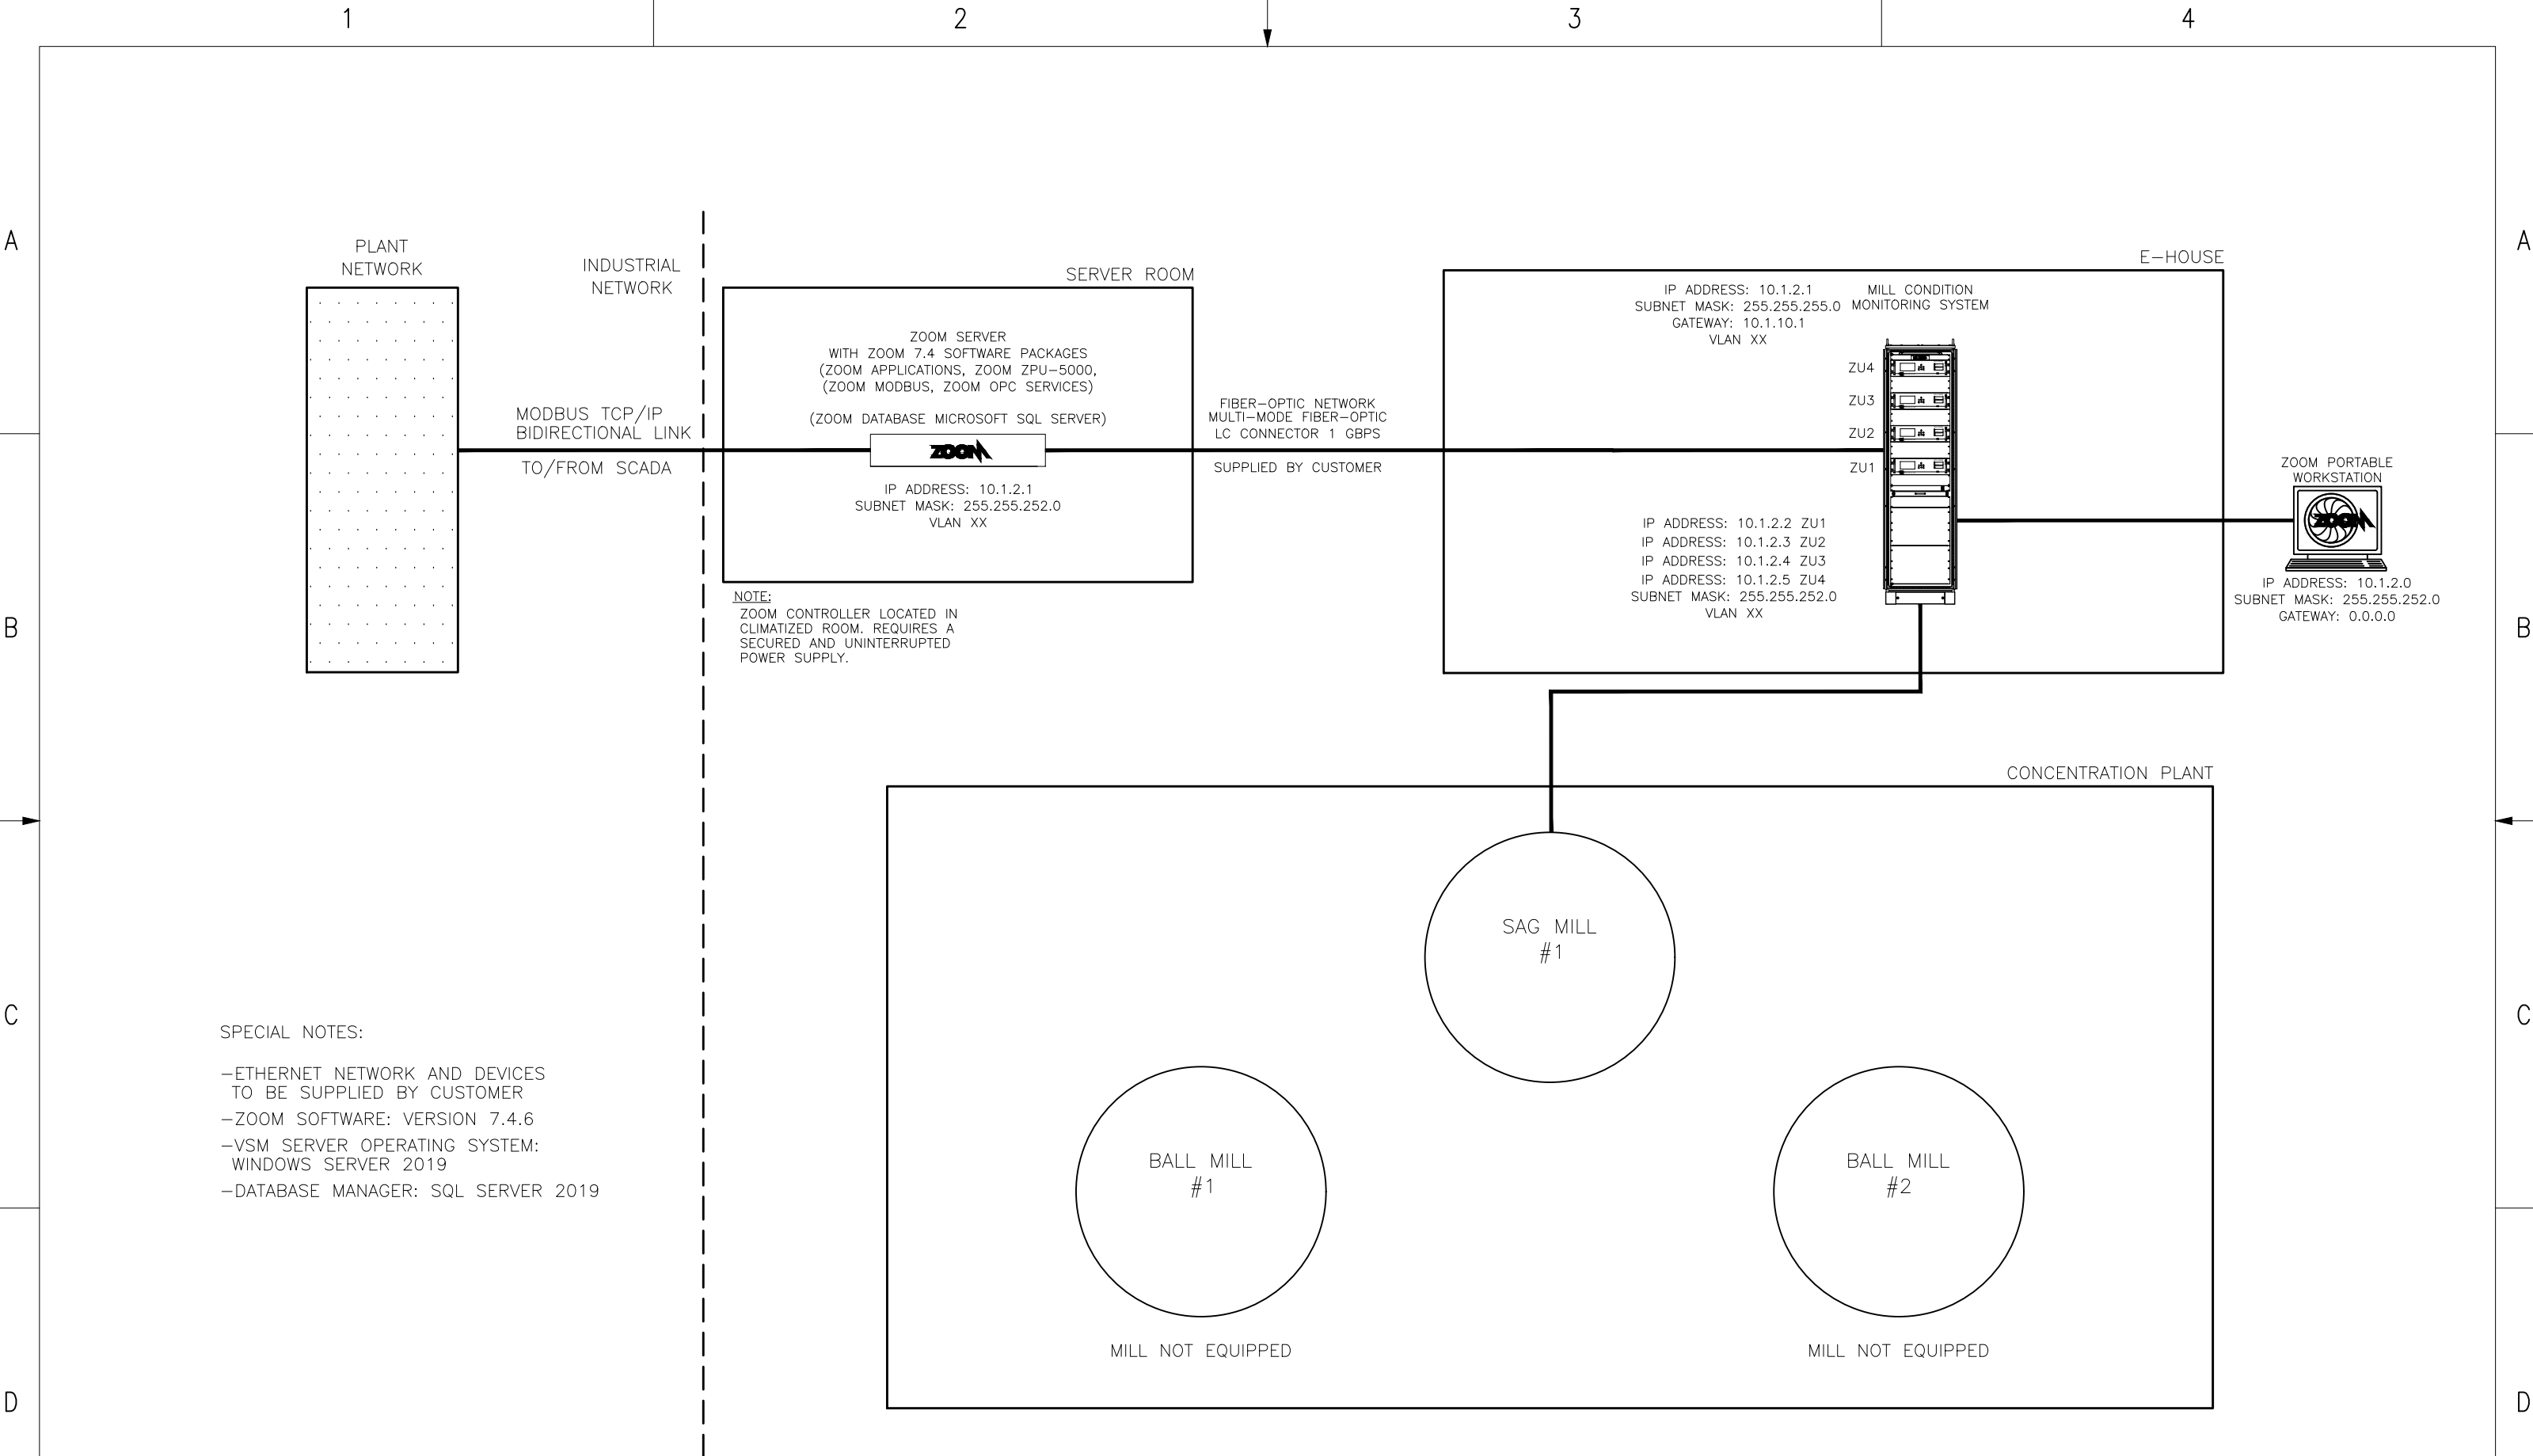 1
2
3
4
A
A
PLANT
NETWORK
INDUSTRIAL
NETWORK
SERVER ROOM
E-HOUSE
ZOOM SERVER
WITH ZOOM 7.4 SOFTWARE PACKAGES
(ZOOM APPLICATIONS, ZOOM ZPU-5000,
(ZOOM MODBUS, ZOOM OPC SERVICES)
(ZOOM DATABASE MICROSOFT SQL SERVER)
ZOOM
IP ADDRESS: 10.1.2.1
SUBNET MASK: 255.255.252.0
VLAN XX
MODBUS TCP/IP
BIDIRECTIONAL LINK
TO/FROM SCADA
FIBER-OPTIC NETWORK
MULTI-MODE FIBER-OPTIC
LC CONNECTOR 1 GBPS
SUPPLIED BY CUSTOMER
IP ADDRESS: 10.1.2.1
SUBNET MASK: 255.255.255.0
GATEWAY: 10.1.10.1
VLAN XX
MILL CONDITION
MONITORING SYSTEM
ZU4
ZU3
ZU2
ZU1
IP ADDRESS: 10.1.2.2 ZU1
IP ADDRESS: 10.1.2.3 ZU2
IP ADDRESS: 10.1.2.4 ZU3
IP ADDRESS: 10.1.2.5 ZU4
SUBNET MASK: 255.255.252.0
VLAN XX
ZOOM PORTABLE
WORKSTATION
ZOOM
IP ADDRESS: 10.1.2.0
SUBNET MASK: 255.255.252.0
GATEWAY: 0.0.0.0
B
B
NOTE:
ZOOM CONTROLLER LOCATED IN
CLIMATIZED ROOM. REQUIRES A
SECURED AND UNINTERRUPTED
POWER SUPPLY.
CONCENTRATION PLANT
SAG MILL
#1
BALL MILL
#1
BALL MILL
#2
MILL NOT EQUIPPED
MILL NOT EQUIPPED
C
C
SPECIAL NOTES:
-ETHERNET NETWORK AND DEVICES
TO BE SUPPLIED BY CUSTOMER
-ZOOM SOFTWARE: VERSION 7.4.6
-VSM SERVER OPERATING SYSTEM:
WINDOWS SERVER 2019
-DATABASE MANAGER: SQL SERVER 2019
D
D